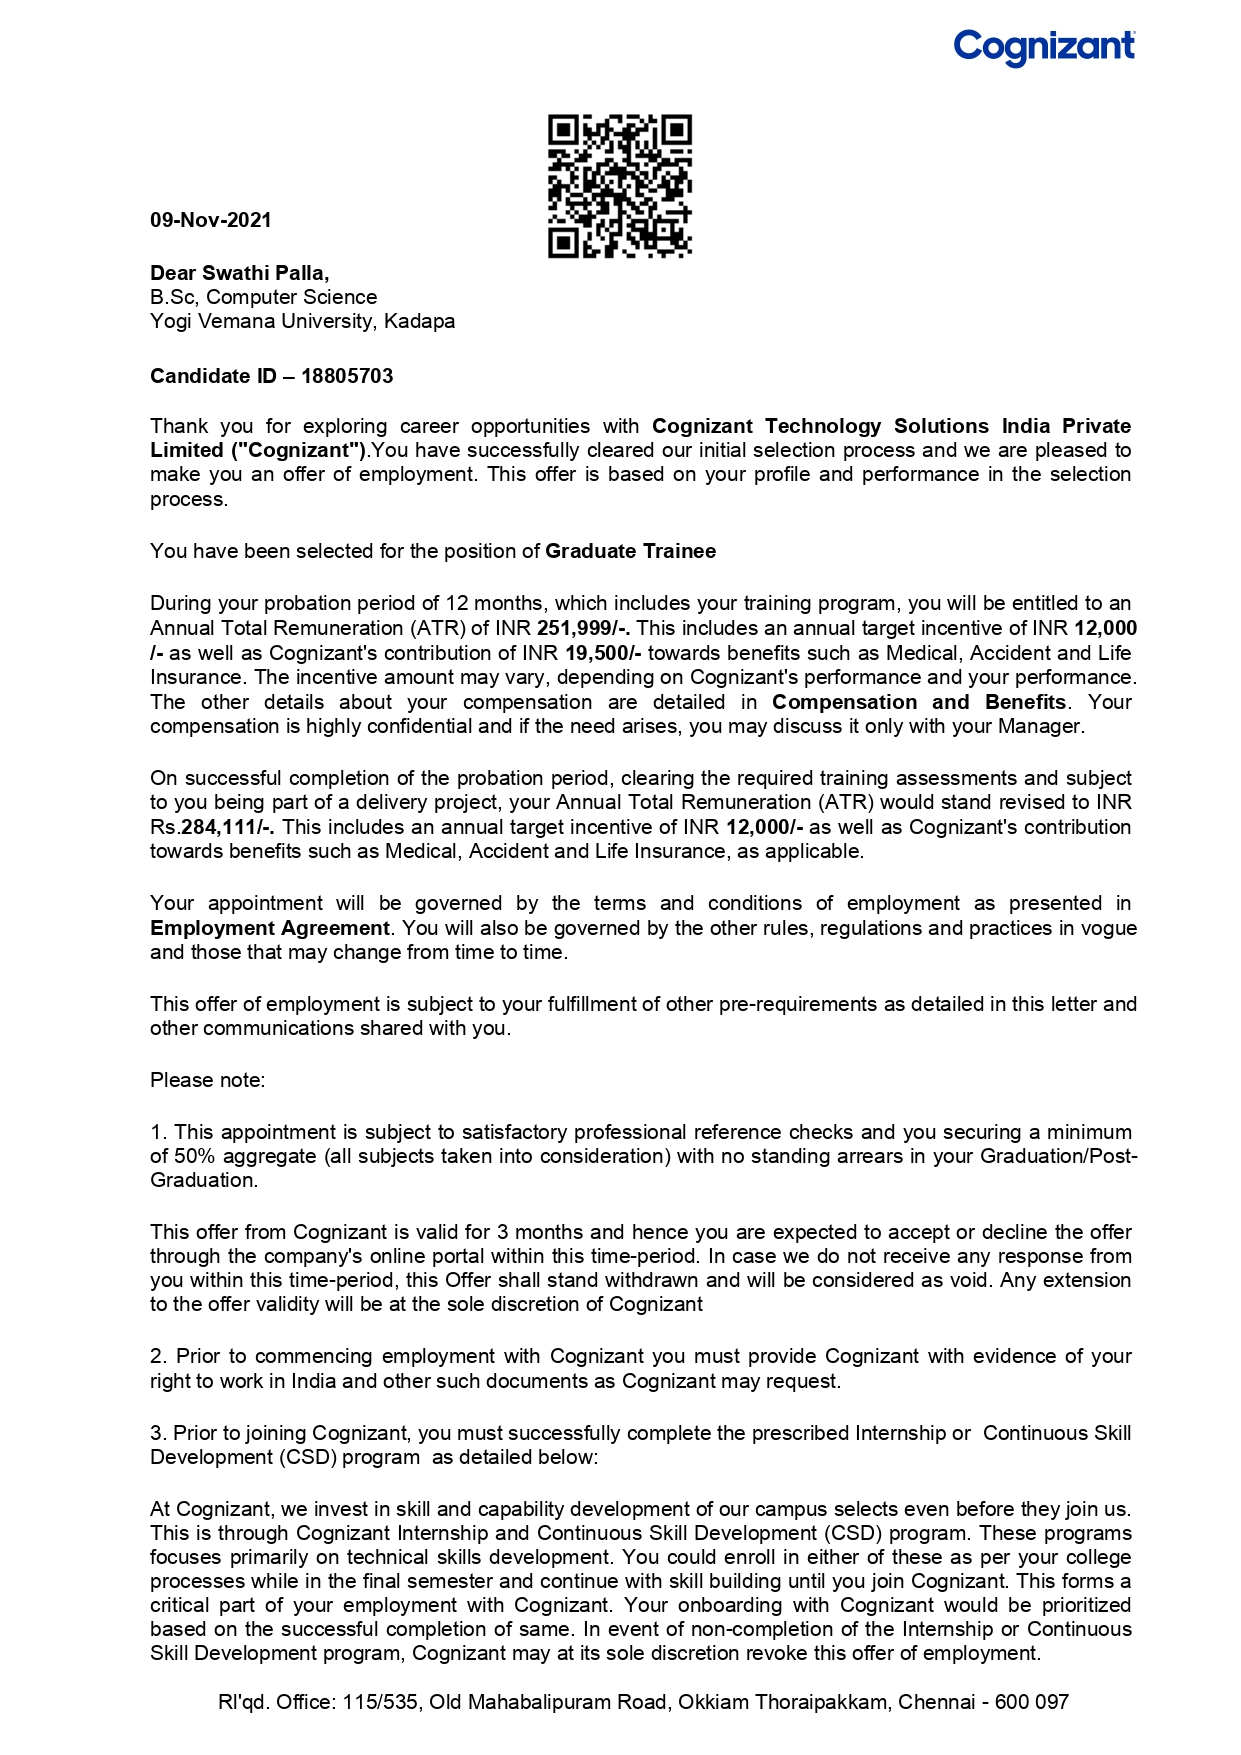 Cognizant
09-Nov-2021
Dear Swathi Palla,
B.Sc, Computer Science
Yogi Vemana University, Kadapa
Candidate ID – 18805703
Thank you for exploring career opportunities with Cognizant Technology Solutions India Private
Limited ("Cognizant").You have successfully cleared our initial selection process and we are pleased to
make you an offer of employment. This offer is based on your profile and performance in the selection
process.
You have been selected for the position of Graduate Trainee
During your probation period of 12 months, which includes your training program, you will be entitled to an
Annual Total Remuneration (ATR) of INR 251,999/-. This includes an annual target incentive of INR 12,000
/- as well as Cognizant's contribution of INR 19,500/- towards benefits such as Medical, Accident and Life
Insurance. The incentive amount may vary, depending on Cognizant's performance and your performance.
The other details about your compensation are detailed in Compensation and Benefits. Your
compensation is highly confidential and if the need arises, you may discuss it only with your Manager.
On successful completion of the probation period, clearing the required training assessments and subject
to you being part of a delivery project, your Annual Total Remuneration (ATR) would stand revised to INR
Rs.284,111/-. This includes an annual target incentive of INR 12,000/- as well as Cognizant's contribution
towards benefits such as Medical, Accident and Life Insurance, as applicable.
Your appointment will be governed by the terms and conditions of employment as presented in
Employment Agreement. You will also be governed by the other rules, regulations and practices in vogue
and those that may change from time to time.
This offer of employment is subject to your fulfillment of other pre-requirements as detailed in this letter and
other communications shared with you.
Please note:
1. This appointment is subject to satisfactory professional reference checks and you securing a minimum
of 50% aggregate (all subjects taken into consideration) with no standing arrears in your Graduation/Post-
Graduation.
This offer from Cognizant is valid for 3 months and hence you are expected to accept or decline the offer
through the company's online portal within this time-period. In case we do not receive any response from
you within this time-period, this Offer shall stand withdrawn and will be considered as void. Any extension
to the offer validity will be at the sole discretion of Cognizant
2. Prior to commencing employment with Cognizant you must provide Cognizant with evidence of your
right to work in India and other such documents as Cognizant may request.
3. Prior to joining Cognizant, you must successfully complete the prescribed Internship or  Continuous Skill
Development (CSD) program  as detailed below:
At Cognizant, we invest in skill and capability development of our campus selects even before they join us.
This is through Cognizant Internship and Continuous Skill Development (CSD) program. These programs
focuses primarily on technical skills development. You could enroll in either of these as per your college
processes while in the final semester and continue with skill building until you join Cognizant. This forms a
critical part of your employment with Cognizant. Your onboarding with Cognizant would be prioritized
based on the successful completion of same. In event of non-completion of the Internship or Continuous
Skill Development program, Cognizant may at its sole discretion revoke this offer of employment.
Rl'qd. Office: 115/535, Old Mahabalipuram Road, Okkiam Thoraipakkam, Chennai - 600 097